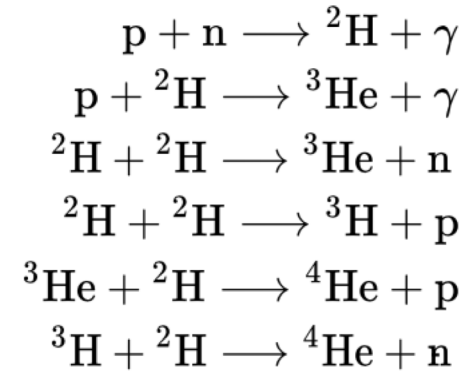 p + n ⟶ ²H + γ
p + ²H ⟶ ³He + γ
²H + ²H ⟶ ³He + n
²H + ²H ⟶ ³H + p
³He + ²H ⟶ ⁴He + p
³H + ²H ⟶ ⁴He + n